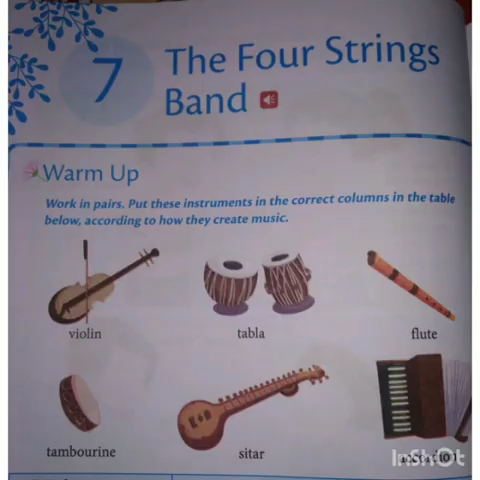 7
The Four Strings
Band
Warm Up
Work in pairs. Put these instruments in the correct columns in the table
below, according to how they create music.
violin tabla flute
tambourine sitar accordion
InShOt